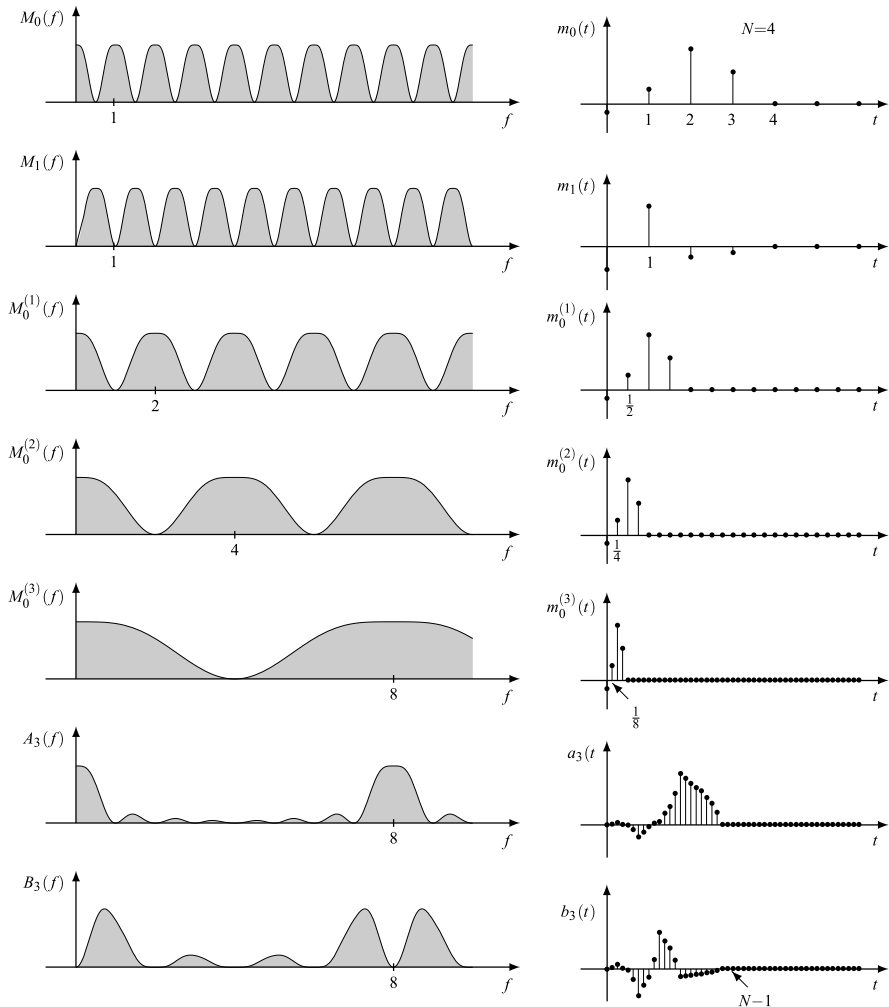 M₀(f)
1
f
m₀(t)
N=4
1 2 3 4
t
M₁(f)
1
f
m₁(t)
1
t
M₀⁽¹⁾(f)
2
f
m₀⁽¹⁾(t)
1/2
t
M₀⁽²⁾(f)
4
f
m₀⁽²⁾(t)
1/4
t
M₀⁽³⁾(f)
8
f
m₀⁽³⁾(t)
1/8
t
A₃(f)
8
f
a₃(t
t
B₃(f)
8
f
b₃(t)
N−1
t